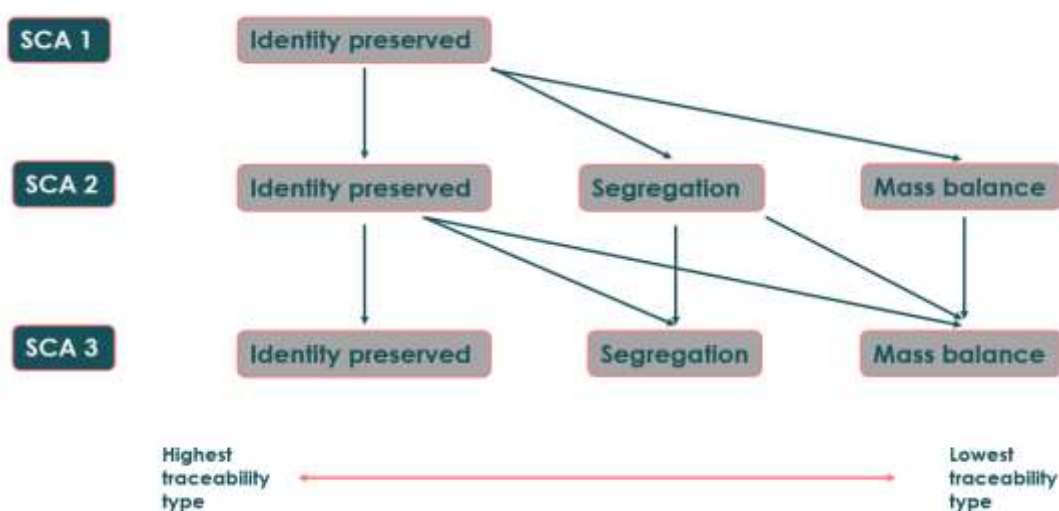 SCA 1
Identity preserved
SCA 2
Identity preserved
Segregation
Mass balance
SCA 3
Identity preserved
Segregation
Mass balance
Highest
traceability
type
Lowest
traceability
type